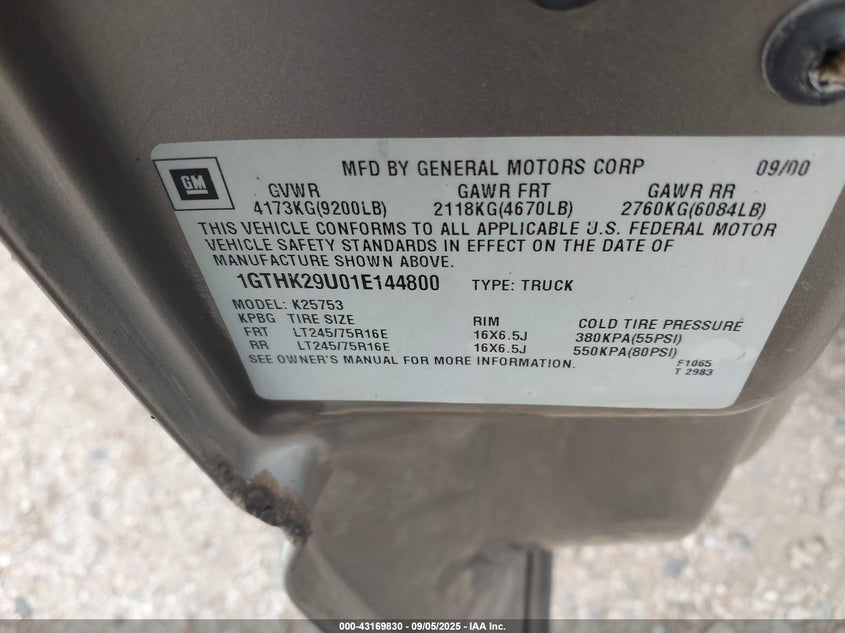 GM
MFD BY GENERAL MOTORS CORP 09/00
GVWR GAWR FRT GAWR RR
4173KG(9200LB) 2118KG(4670LB) 2760KG(6084LB)
THIS VEHICLE CONFORMS TO ALL APPLICABLE U.S. FEDERAL MOTOR
VEHICLE SAFETY STANDARDS IN EFFECT ON THE DATE OF
MANUFACTURE SHOWN ABOVE.
1GTHK29U01E144800 TYPE: TRUCK
MODEL: K25753
KPBG TIRE SIZE RIM COLD TIRE PRESSURE
FRT LT245/75R16E 16X6.5J 380KPA(55PSI)
RR LT245/75R16E 16X6.5J 550KPA(80PSI)
SEE OWNER'S MANUAL FOR MORE INFORMATION.
F1065
T 2983
000-43169830 - 09/05/2025 - IAA Inc.